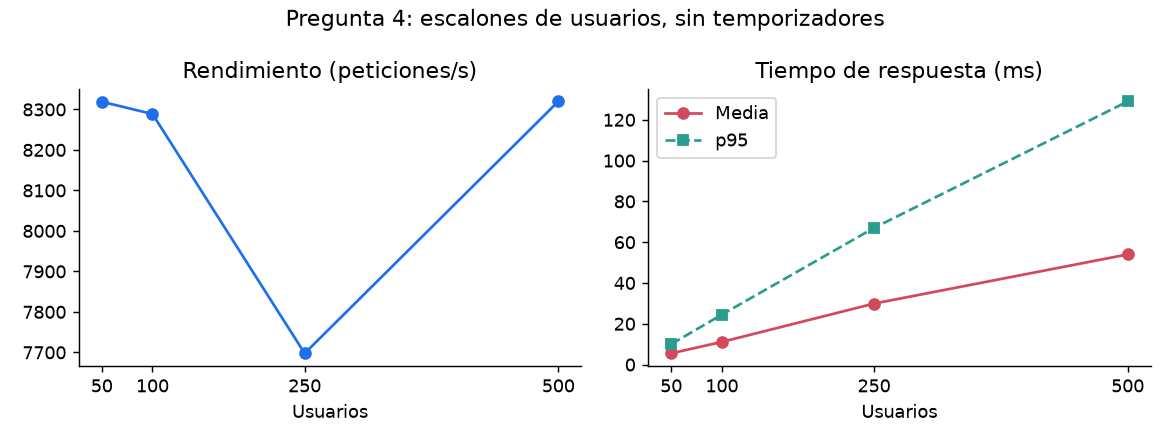 Pregunta 4: escalones de usuarios, sin temporizadores
Rendimiento (peticiones/s)
8300
8200
8100
8000
7900
7800
7700
50 100 250 500
Usuarios
Tiempo de respuesta (ms)
Media
p95
120
100
80
60
40
20
0
50 100 250 500
Usuarios